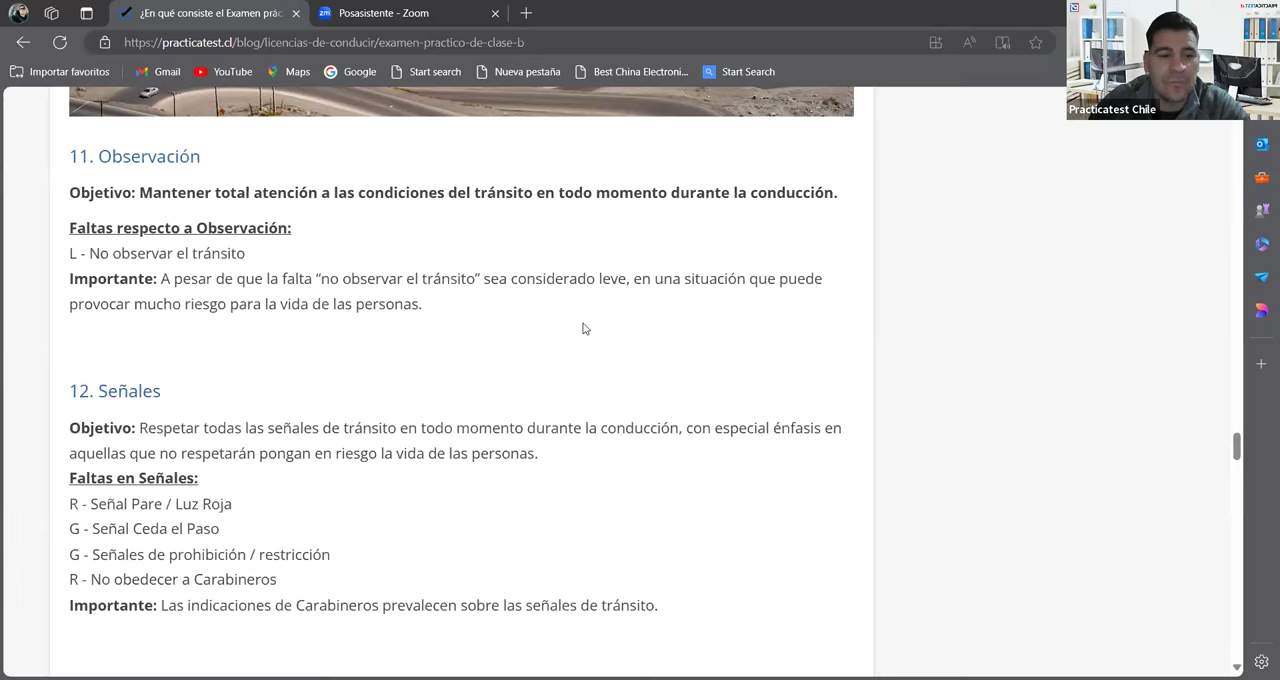 ¿En qué consiste el Examen prác
Posasistente - Zoom
https://practicatest.cl/blog/licencias-de-conducir/examen-practico-de-clase-b
Importar favoritos
Gmail
YouTube
Maps
Google
Start search
Nueva pestaña
Best China Electroni...
Start Search
Practicatest Chile
11. Observación
Objetivo: Mantener total atención a las condiciones del tránsito en todo momento durante la conducción.
Faltas respecto a Observación:
L - No observar el tránsito
Importante: A pesar de que la falta “no observar el tránsito” sea considerado leve, en una situación que puede
provocar mucho riesgo para la vida de las personas.
12. Señales
Objetivo: Respetar todas las señales de tránsito en todo momento durante la conducción, con especial énfasis en
aquellas que no respetarán pongan en riesgo la vida de las personas.
Faltas en Señales:
R - Señal Pare / Luz Roja
G - Señal Ceda el Paso
G - Señales de prohibición / restricción
R - No obedecer a Carabineros
Importante: Las indicaciones de Carabineros prevalecen sobre las señales de tránsito.